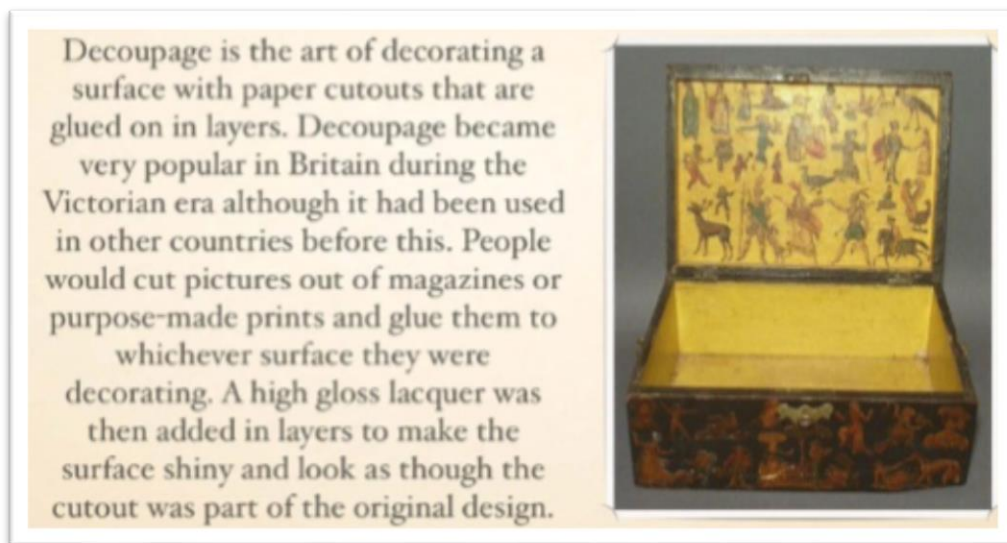 Decoupage is the art of decorating a
surface with paper cutouts that are
glued on in layers. Decoupage became
very popular in Britain during the
Victorian era although it had been used
in other countries before this. People
would cut pictures out of magazines or
purpose-made prints and glue them to
whichever surface they were
decorating. A high gloss lacquer was
then added in layers to make the
surface shiny and look as though the
cutout was part of the original design.